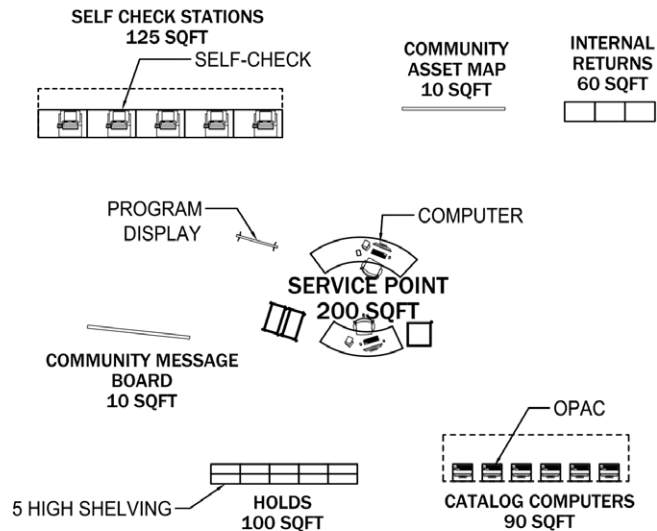 SELF CHECK STATIONS
125 SQFT
SELF-CHECK
COMMUNITY
ASSET MAP
10 SQFT
INTERNAL
RETURNS
60 SQFT
PROGRAM
DISPLAY
COMPUTER
SERVICE POINT
200 SQFT
COMMUNITY MESSAGE
BOARD
10 SQFT
OPAC
5 HIGH SHELVING
HOLDS
100 SQFT
CATALOG COMPUTERS
90 SQFT